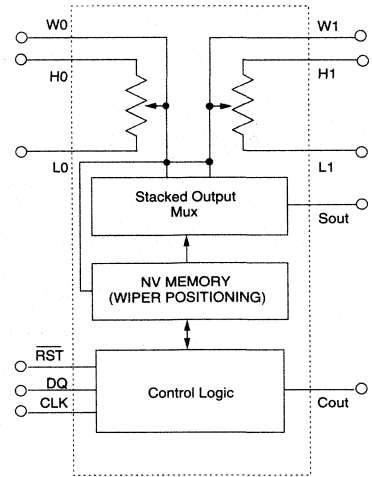 W0
W1
H0
H1
L0
L1
Stacked Output
Mux
Sout
NV MEMORY
(WIPER POSITIONING)
RST
DQ
CLK
Control Logic
Cout